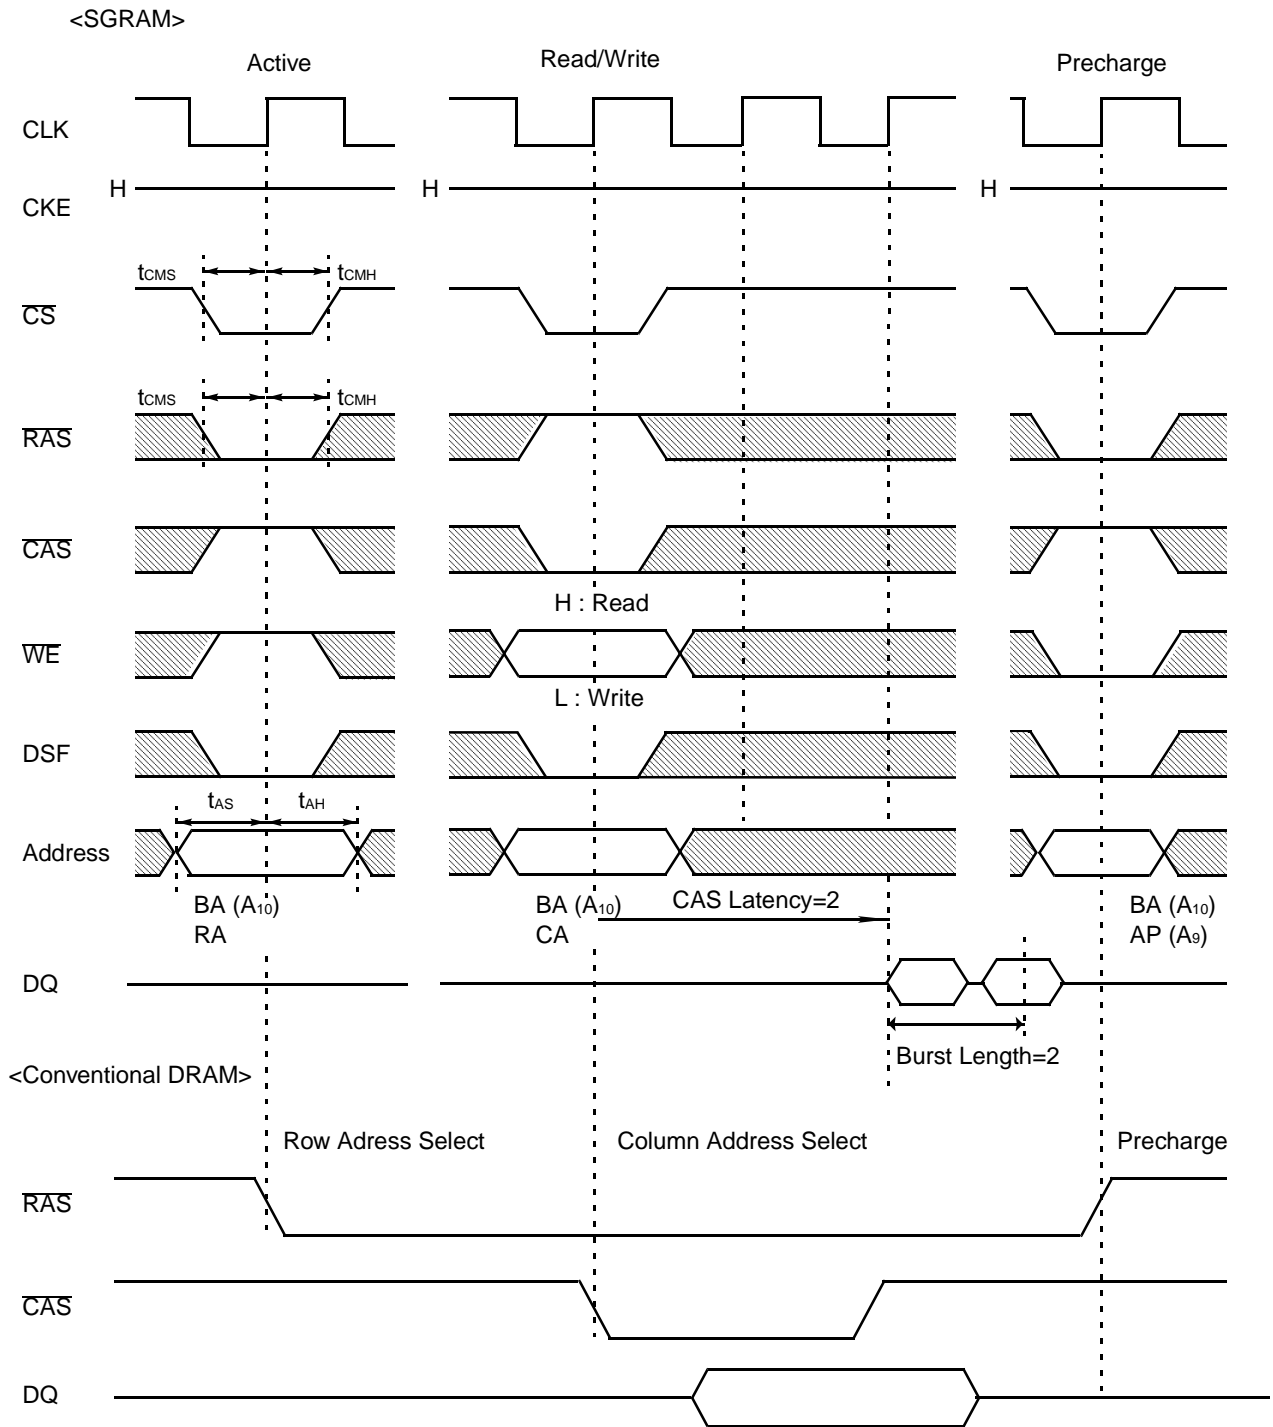 <SGRAM>
Active Read/Write Precharge
CLK
H H H
CKE
tCMS tCMH
CS
tCMS tCMH
RAS
CAS
H : Read
WE
L : Write
DSF
tAS tAH
Address
BA (A10) BA (A10) CAS Latency=2 BA (A10)
RA CA AP (A9)
DQ
Burst Length=2
<Conventional DRAM>
Row Adress Select Column Address Select Precharge
RAS
CAS
DQ